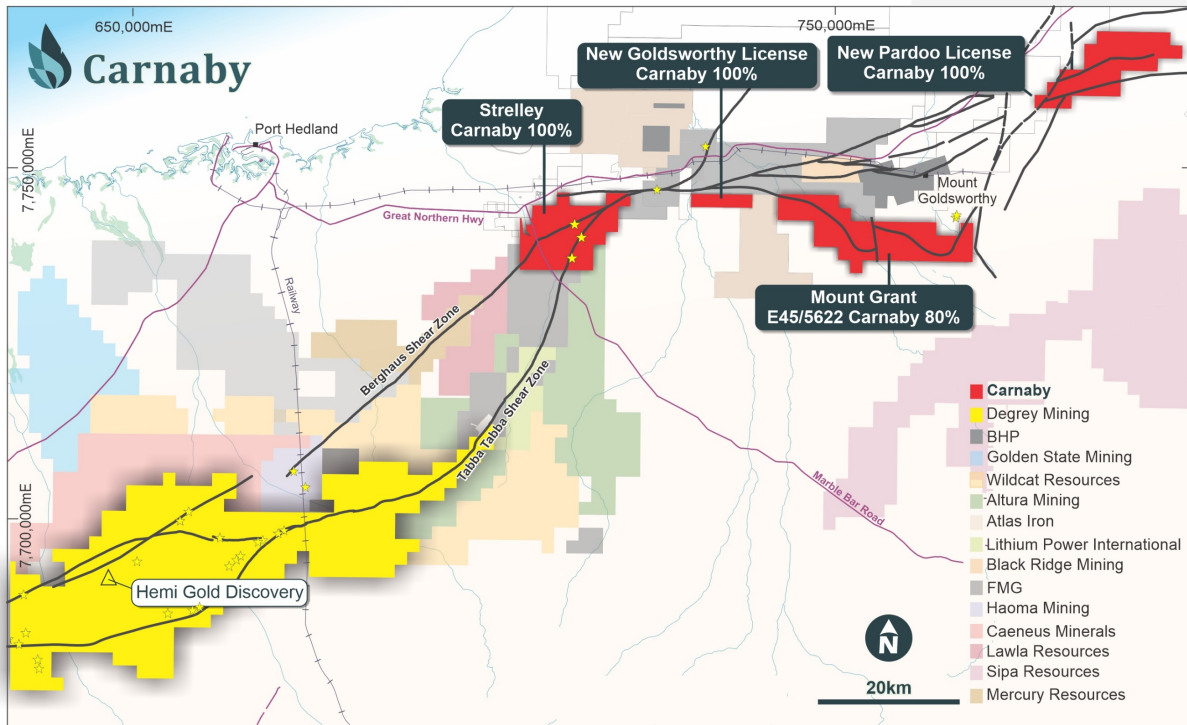 650,000mE
750,000mE
Carnaby
New Goldsworthy License
Carnaby 100%
New Pardoo License
Carnaby 100%
Strelley
Carnaby 100%
Port Hedland
7,750,000mE
Mount
Goldsworthy
Great Northern Hwy
Railway
Mount Grant
E45/5622 Carnaby 80%
Berghaus Shear Zone
Tabba Tabba Shear Zone
Marble Bar Road
7,700,000mE
Hemi Gold Discovery
Carnaby
Degrey Mining
BHP
Golden State Mining
Wildcat Resources
Altura Mining
Atlas Iron
Lithium Power International
Black Ridge Mining
FMG
Haoma Mining
Caeneus Minerals
Lawla Resources
Sipa Resources
Mercury Resources
N
20km